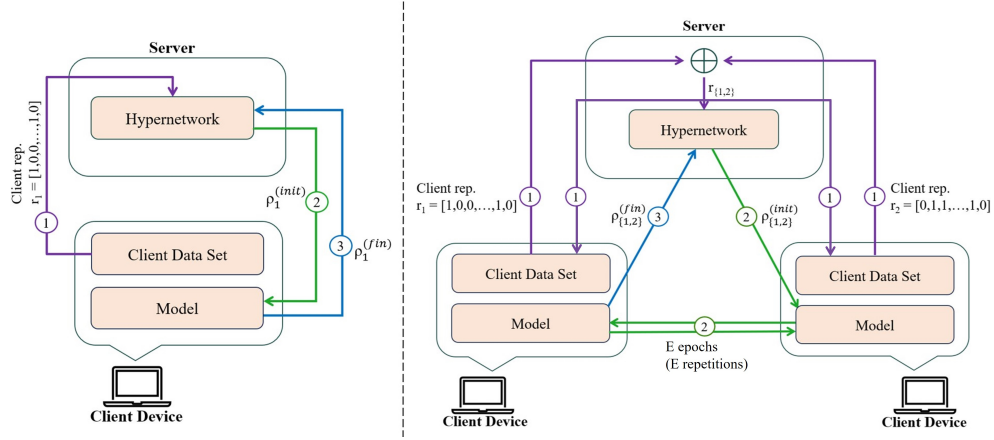 Server
Hypernetwork
Client rep.
r₁ = [1,0,0,…,1,0]
1
ρ₁^(init)
2
3
ρ₁^(fin)
Client Data Set
Model
Client Device
Server
r{1,2}
Hypernetwork
Client rep.
r₁ = [1,0,0,…,1,0]
1
1
ρ{1,2}^(fin)
3
2
ρ{1,2}^(init)
1
1
Client rep.
r₂ = [0,1,1,…,1,0]
Client Data Set
Model
Client Data Set
Model
2
E epochs
(E repetitions)
Client Device
Client Device